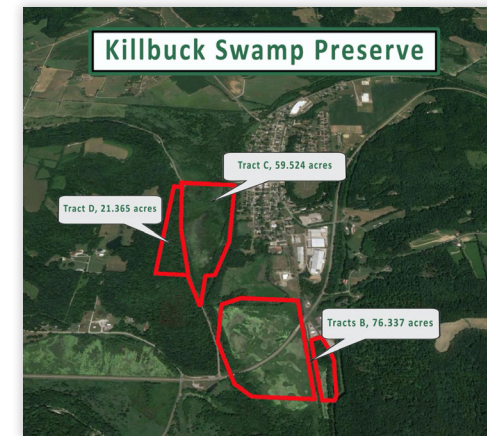 Killbuck Swamp Preserve
Tract C, 59.524 acres
Tract D, 21.365 acres
Tracts B, 76.337 acres